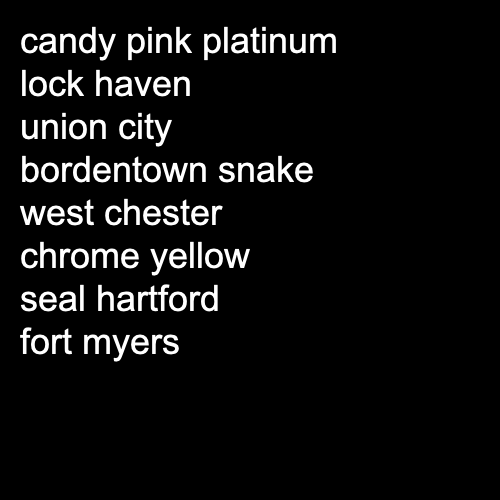 candy pink platinum
lock haven
union city
bordentown snake
west chester
chrome yellow
seal hartford
fort myers